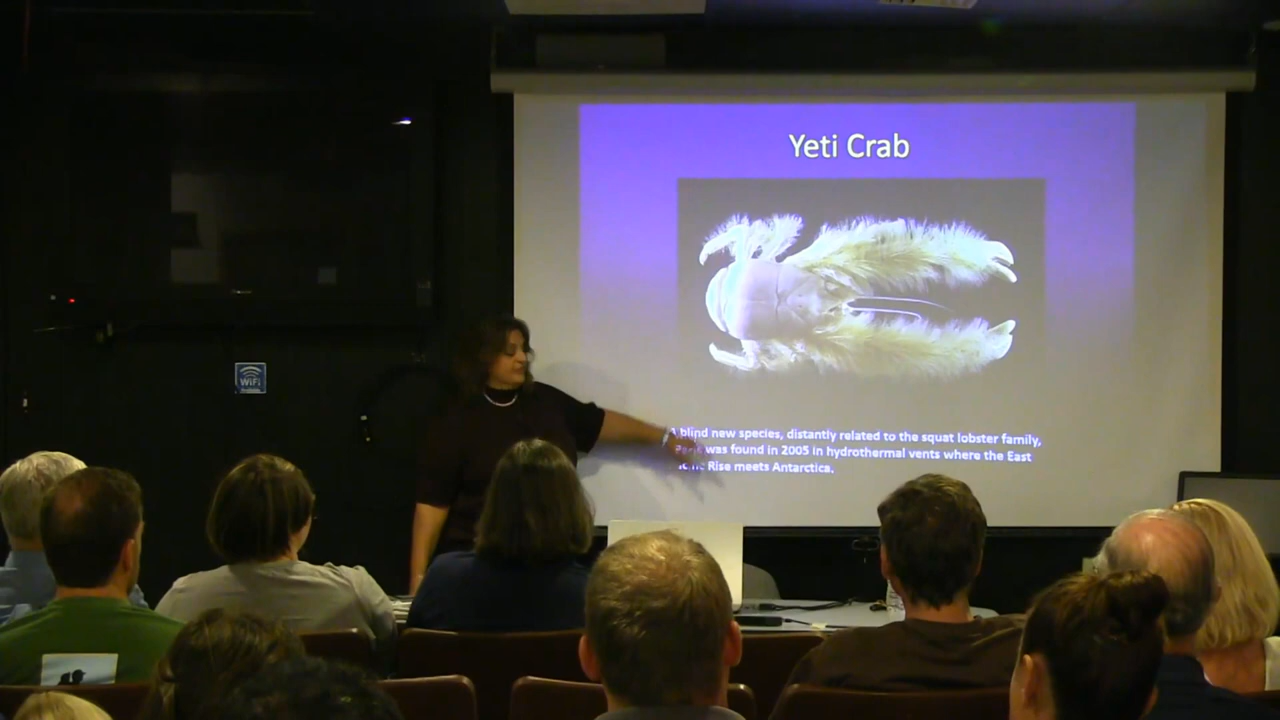 Yeti Crab
A blind new species, distantly related to the squat lobster family,
was found in 2005 in hydrothermal vents where the East
Rise meets Antarctica.
WiFi